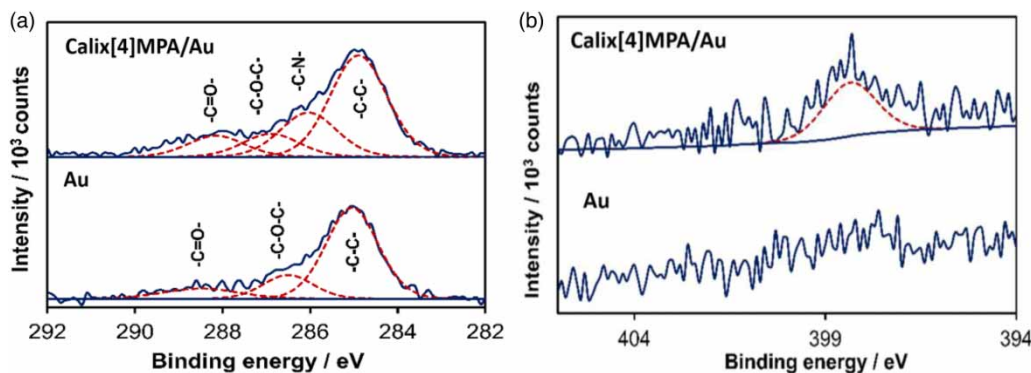 (a)
Calix[4]MPA/Au
-C=O-
-C-O-C-
-C-N-
-C-C-
Au
-C=O-
-C-O-C-
-C-C-
Intensity / 10³ counts
292 290 288 286 284 282
Binding energy / eV
(b)
Calix[4]MPA/Au
Au
Intensity / 10³ counts
404 399 394
Binding energy / eV